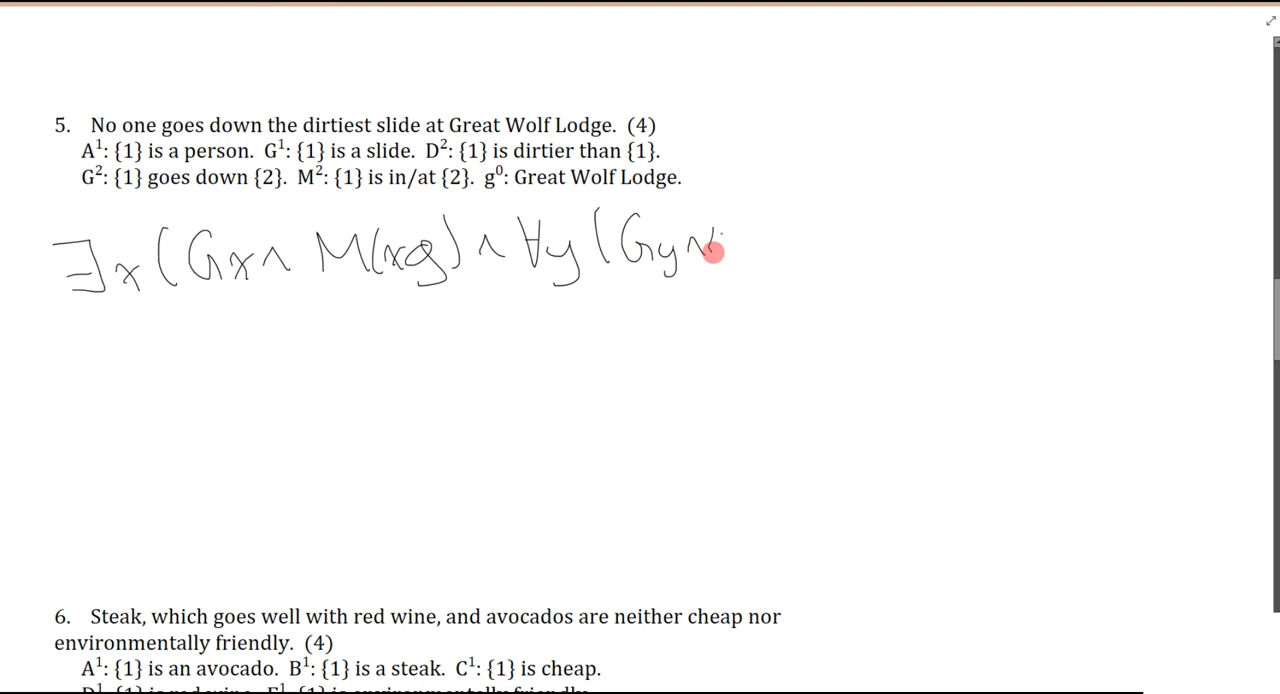 5. No one goes down the dirtiest slide at Great Wolf Lodge. (4)
A¹: {1} is a person. G¹: {1} is a slide. D²: {1} is dirtier than {1}.
G²: {1} goes down {2}. M²: {1} is in/at {2}. g⁰: Great Wolf Lodge.
∃x(Gx∧ M(xg)∧ ∀y(Gy∧
6. Steak, which goes well with red wine, and avocados are neither cheap nor
environmentally friendly. (4)
A¹: {1} is an avocado. B¹: {1} is a steak. C¹: {1} is cheap.